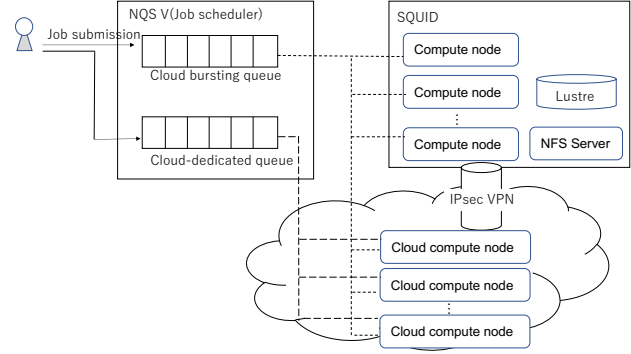 NQS V(Job scheduler)
SQUID
Job submission
Cloud bursting queue
Cloud-dedicated queue
Compute node
Compute node
Compute node
Lustre
NFS Server
IPsec VPN
Cloud compute node
Cloud compute node
Cloud compute node